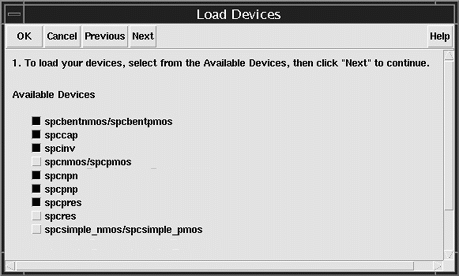 Load Devices
OK Cancel Previous Next Help
1. To load your devices, select from the Available Devices, then click "Next" to continue.
Available Devices
spcbentnmos/spcbentpmos
spccap
spcinv
spcnmos/spcpmos
spcnpn
spcpnp
spcpres
spcres
spcsimple_nmos/spcsimple_pmos